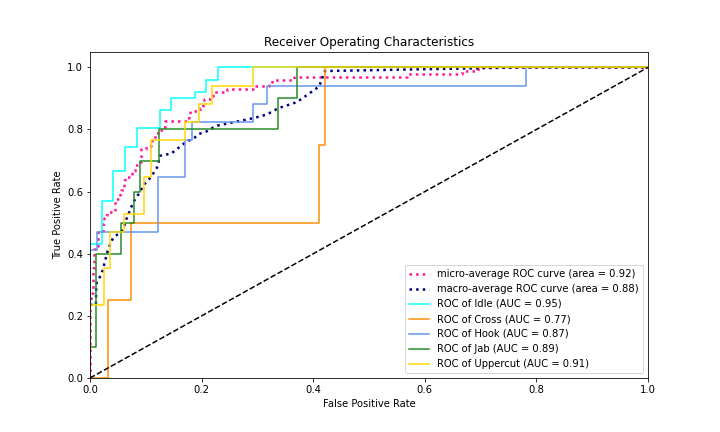 Receiver Operating Characteristics
True Positive Rate
1.0
0.8
0.6
0.4
0.2
0.0
micro-average ROC curve (area = 0.92)
macro-average ROC curve (area = 0.88)
ROC of Idle (AUC = 0.95)
ROC of Cross (AUC = 0.77)
ROC of Hook (AUC = 0.87)
ROC of Jab (AUC = 0.89)
ROC of Uppercut (AUC = 0.91)
0.0 0.2 0.4 0.6 0.8 1.0
False Positive Rate